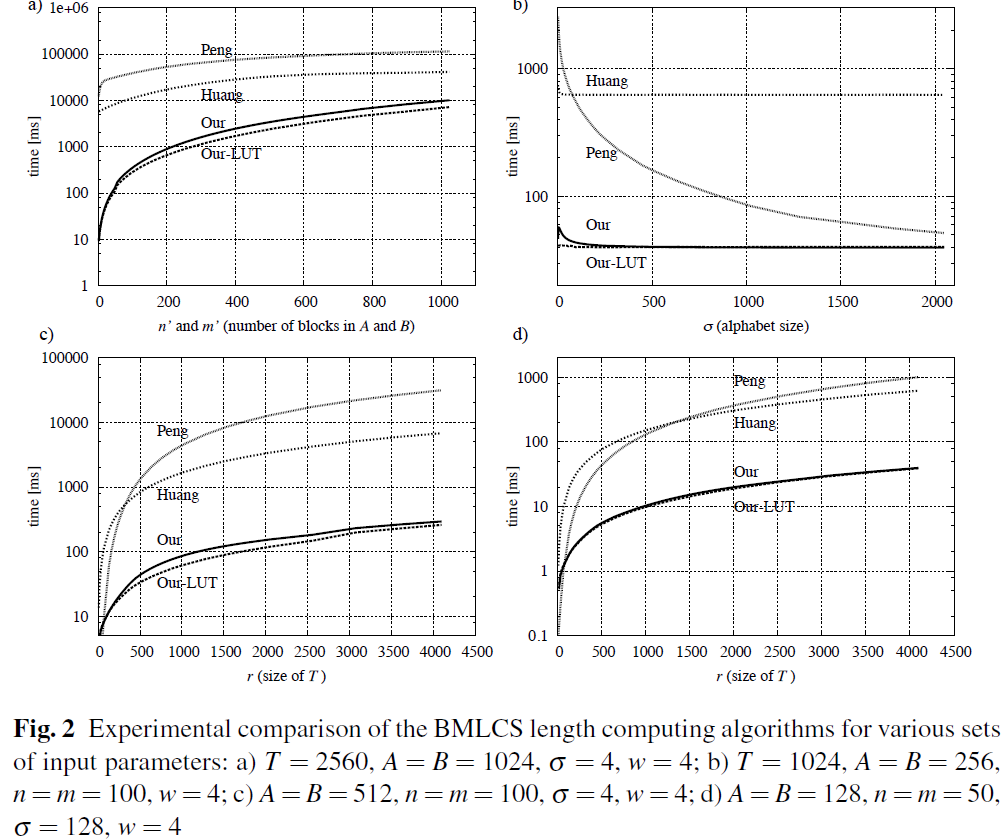 a)
1e+06
100000
10000
1000
100
10
1
time [ms]
Peng
Huang
Our
Our-LUT
0 200 400 600 800 1000
n’ and m’ (number of blocks in A and B)
b)
1000
100
time [ms]
Huang
Peng
Our
Our-LUT
0 500 1000 1500 2000
σ (alphabet size)
c)
100000
10000
1000
100
10
time [ms]
Peng
Huang
Our
Our-LUT
0 500 1000 1500 2000 2500 3000 3500 4000 4500
r (size of T )
d)
1000
100
10
1
0.1
time [ms]
Peng
Huang
Our
Our-LUT
0 500 1000 1500 2000 2500 3000 3500 4000 4500
r (size of T )
Fig. 2 Experimental comparison of the BMLCS length computing algorithms for various sets
of input parameters: a) T = 2560, A = B = 1024, σ = 4, w = 4; b) T = 1024, A = B = 256,
n = m = 100, w = 4; c) A = B = 512, n = m = 100, σ = 4, w = 4; d) A = B = 128, n = m = 50,
σ = 128, w = 4